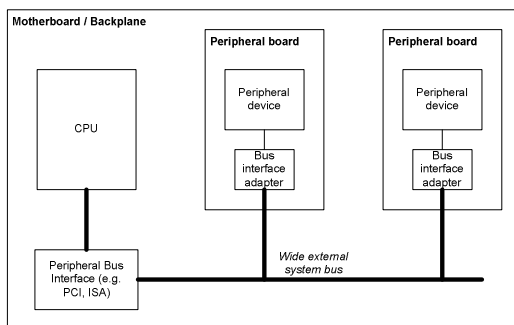 Motherboard / Backplane
Peripheral board
Peripheral board
CPU
Peripheral
device
Peripheral
device
Bus
interface
adapter
Bus
interface
adapter
Peripheral Bus
Interface (e.g.
PCI, ISA)
Wide external
system bus